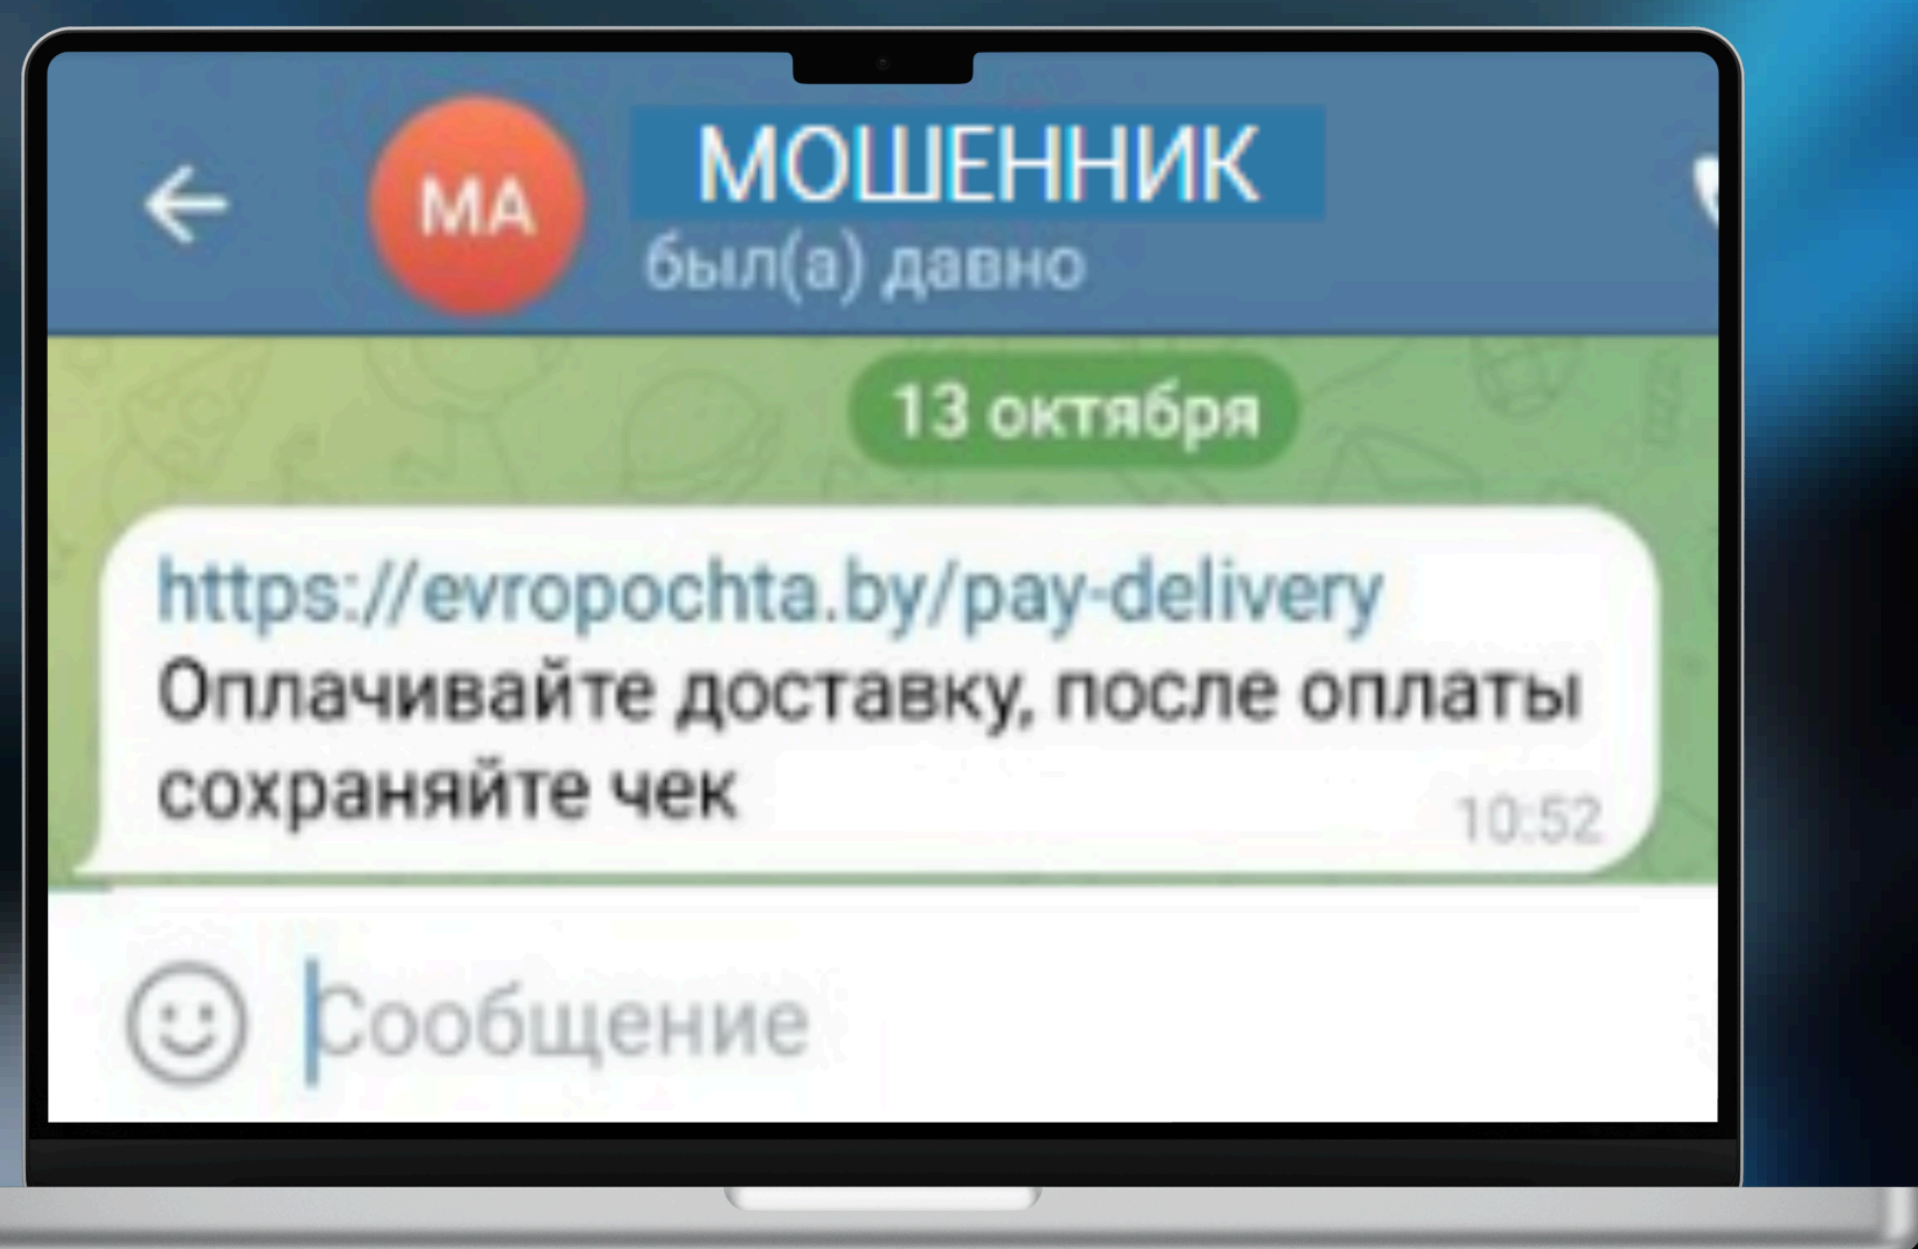 МОШЕННИК
МА
был(а) давно
13 октября
https://evropochta.by/pay-delivery
Оплачивайте доставку, после оплаты
сохраняйте чек
10:52
Сообщение